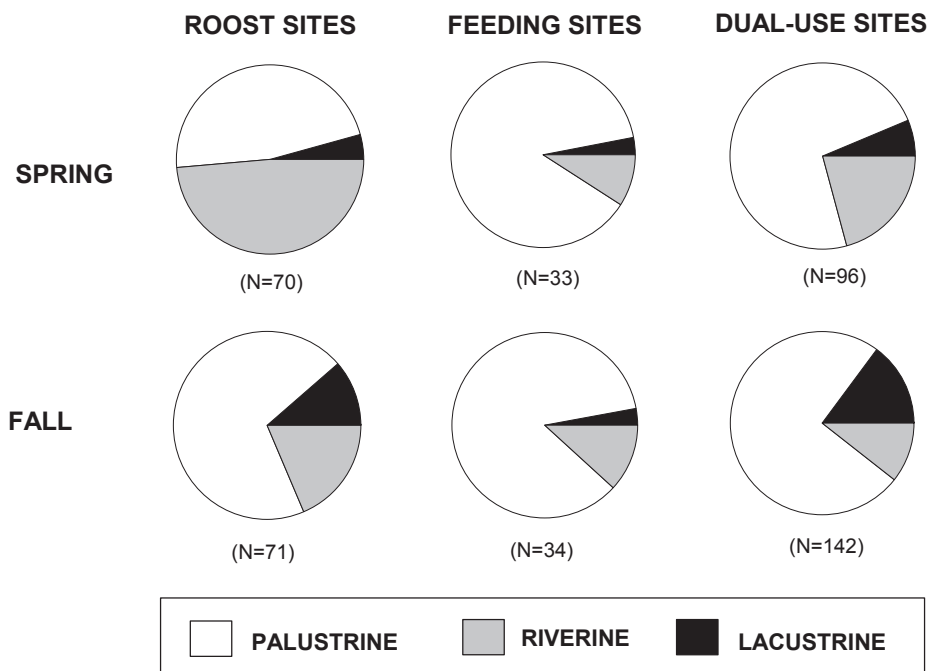 ROOST SITES FEEDING SITES DUAL-USE SITES
SPRING
(N=70) (N=33) (N=96)
FALL
(N=71) (N=34) (N=142)
PALUSTRINE RIVERINE LACUSTRINE